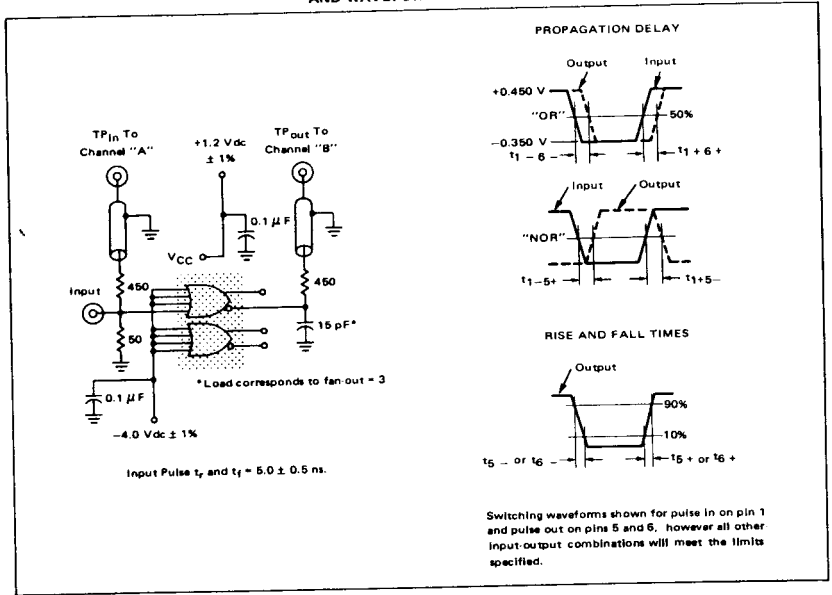 PROPAGATION DELAY
Output Input
+0.450 V
"OR" 50%
−0.350 V
t1 − 6 − t1 + 6 +
TPin To
Channel "A"
+1.2 Vdc
± 1%
TPout To
Channel "B"
0.1 µF
VCC
450
450
Input
50
15 pF*
*Load corresponds to fan-out = 3
0.1 µF
−4.0 Vdc ± 1%
Input Pulse tr and tf = 5.0 ± 0.5 ns.
Input Output
"NOR"
t1−5+ t1+5−
RISE AND FALL TIMES
Output
90%
10%
t5 − or t6 − t5 + or t6 +
Switching waveforms shown for pulse in on pin 1
and pulse out on pins 5 and 6, however all other
input-output combinations will meet the limits
specified.